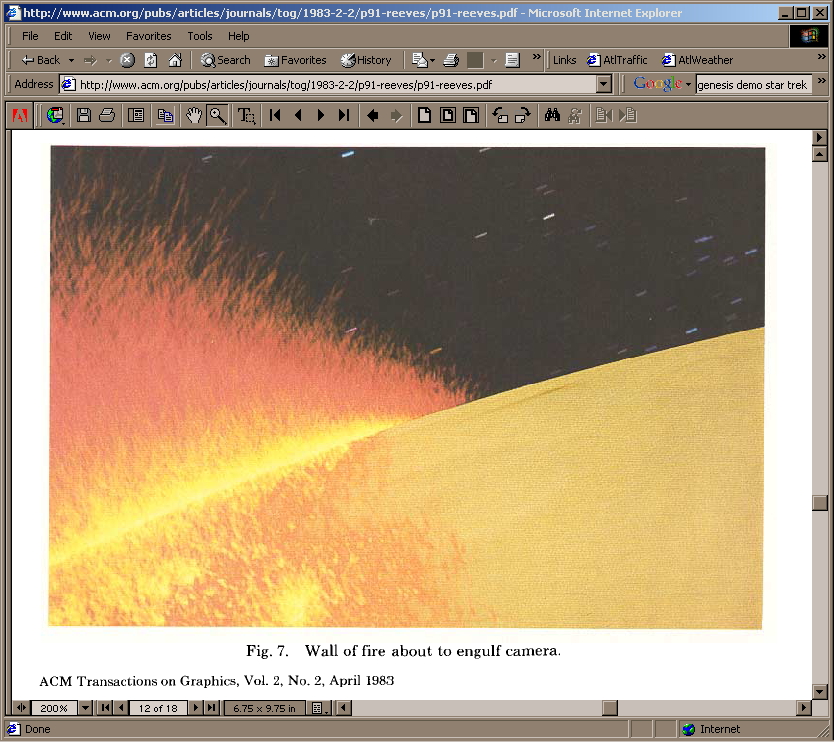 http://www.acm.org/pubs/articles/journals/tog/1983-2-2/p91-reeves/p91-reeves.pdf - Microsoft Internet Explorer
File Edit View Favorites Tools Help
Back Search Favorites History Links AtlTraffic AtlWeather
Address http://www.acm.org/pubs/articles/journals/tog/1983-2-2/p91-reeves/p91-reeves.pdf Google genesis demo star trek
Fig. 7. Wall of fire about to engulf camera.
ACM Transactions on Graphics, Vol. 2, No. 2, April 1983
200% 12 of 18 6.75 x 9.75 in
Done Internet